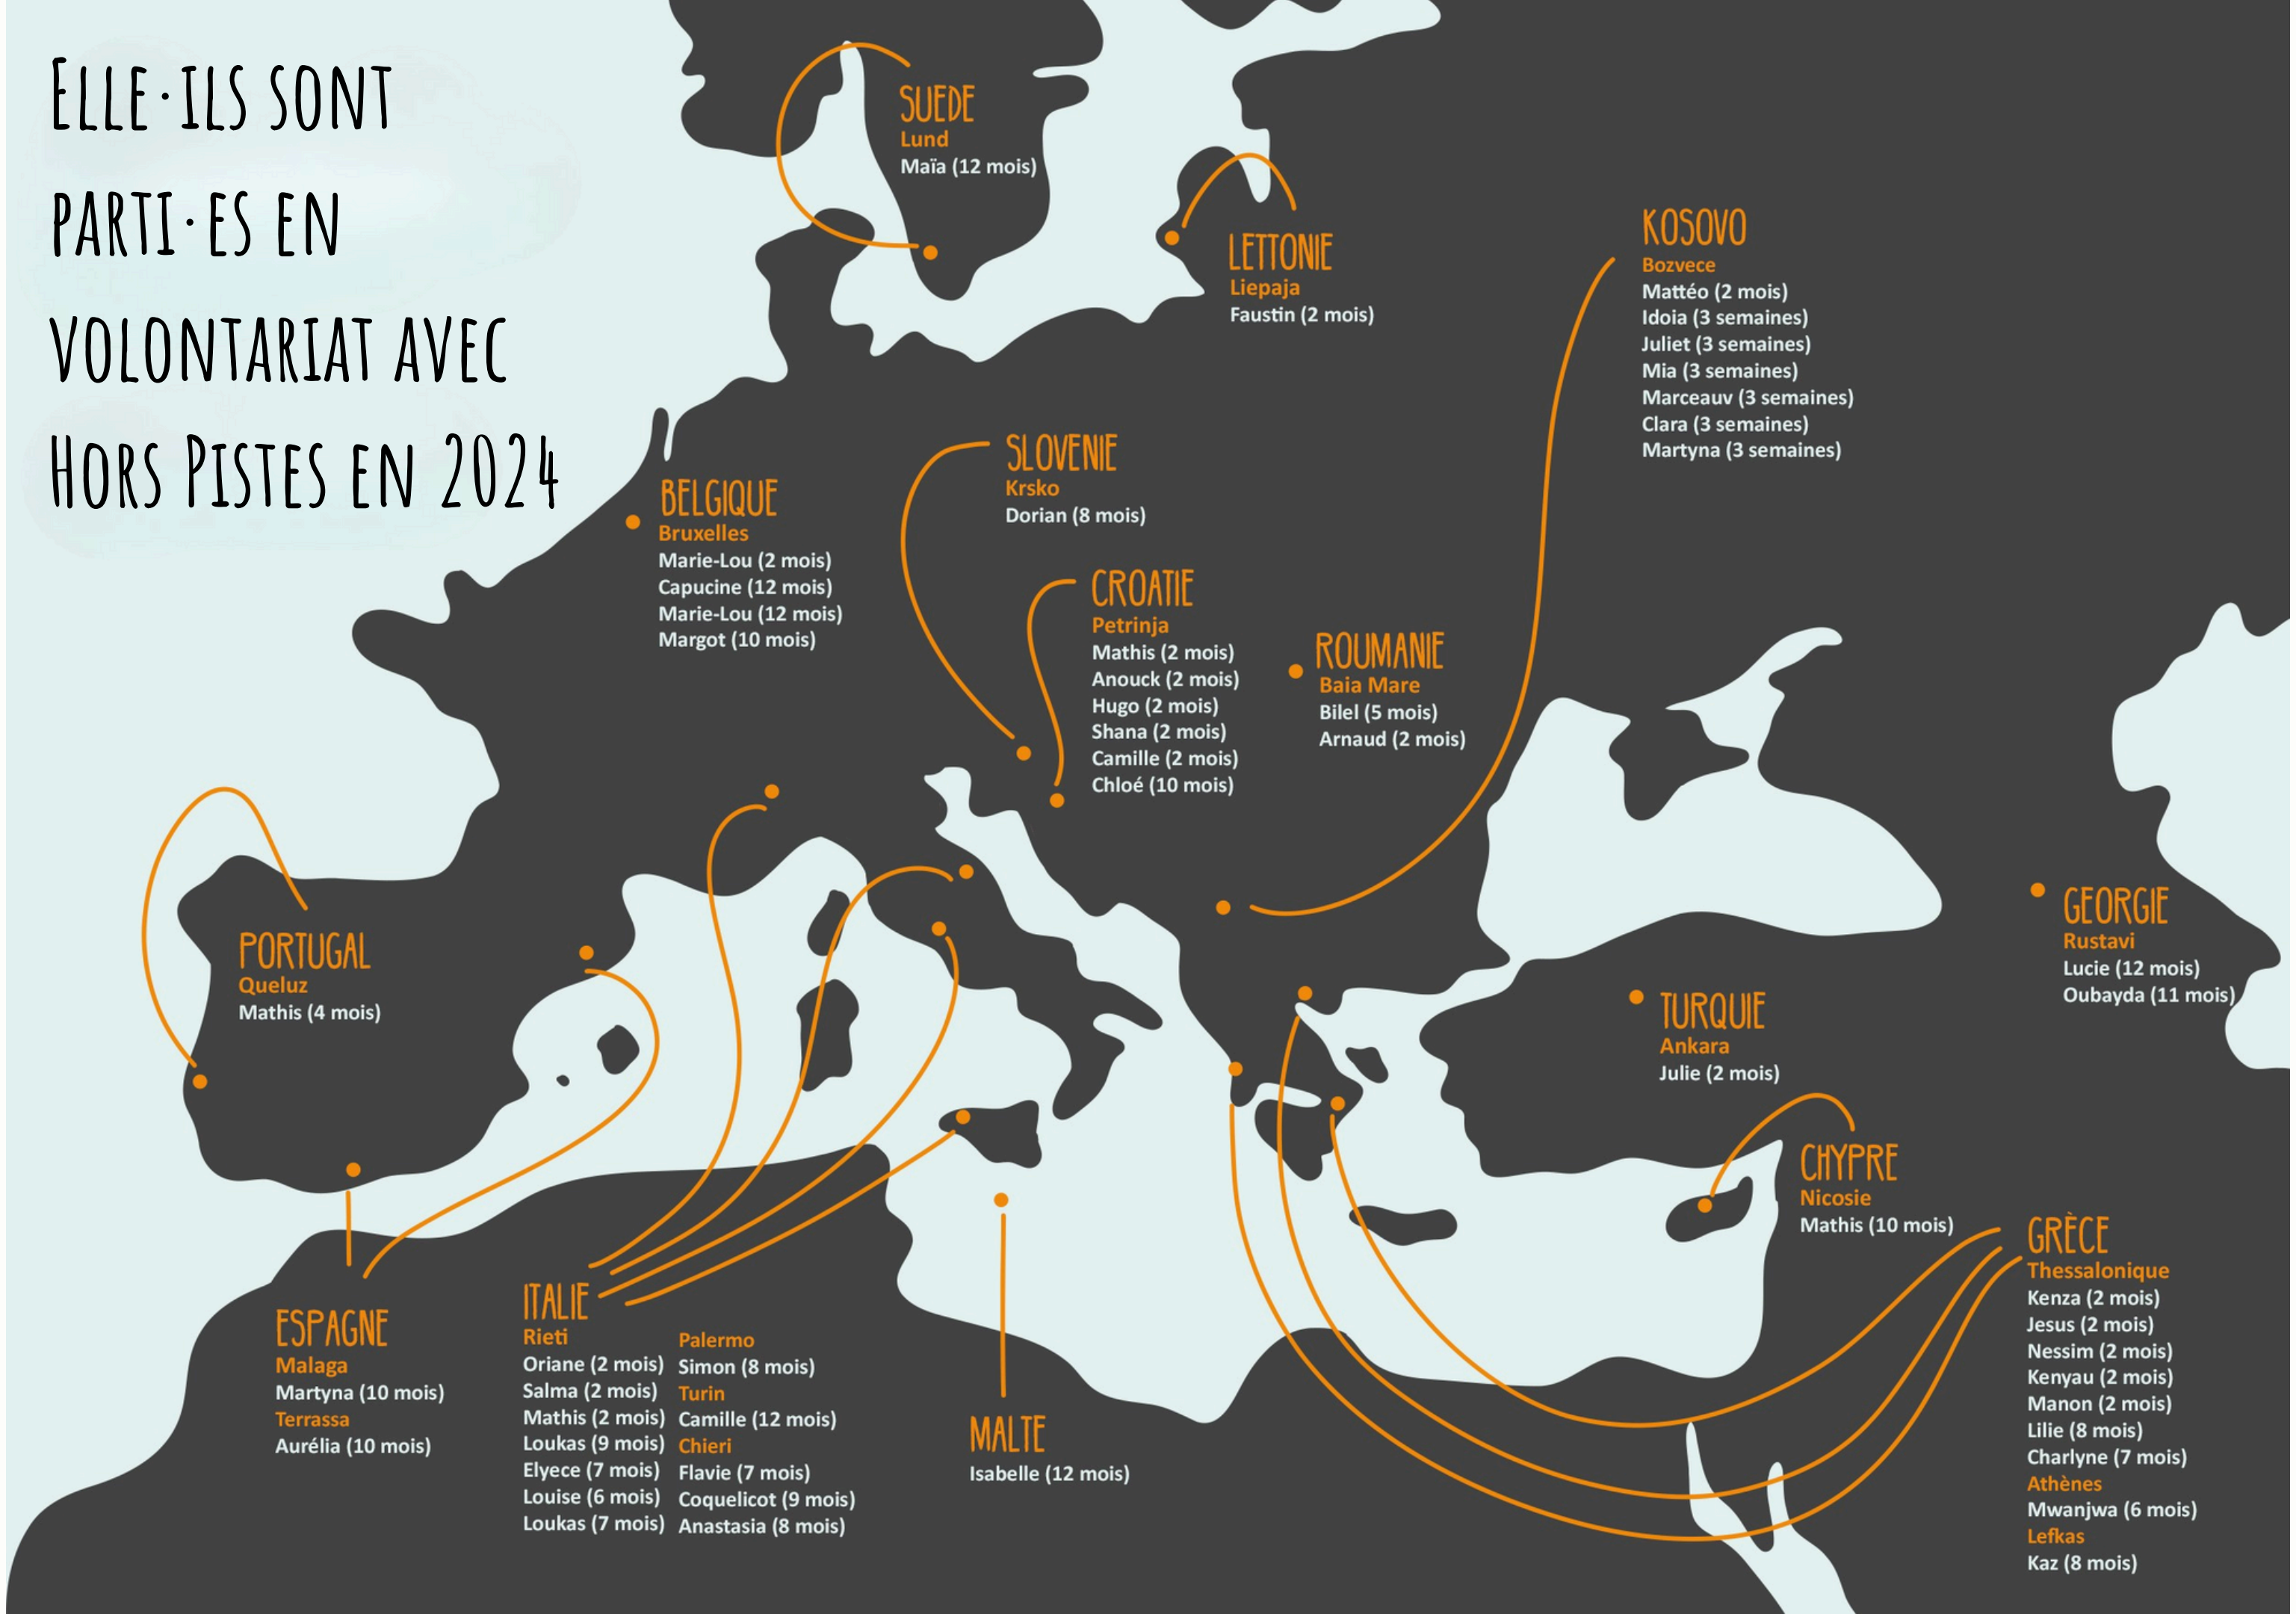 Elle·ils sont
parti·es en
volontariat avec
Hors Pistes en 2024
SUEDE
Lund
Maïa (12 mois)
LETTONIE
Liepaja
Faustin (2 mois)
KOSOVO
Bozvece
Mattéo (2 mois)
Idoia (3 semaines)
Juliet (3 semaines)
Mia (3 semaines)
Marceauv (3 semaines)
Clara (3 semaines)
Martyna (3 semaines)
BELGIQUE
Bruxelles
Marie-Lou (2 mois)
Capucine (12 mois)
Marie-Lou (12 mois)
Margot (10 mois)
SLOVENIE
Krsko
Dorian (8 mois)
CROATIE
Petrinja
Mathis (2 mois)
Anouck (2 mois)
Hugo (2 mois)
Shana (2 mois)
Camille (2 mois)
Chloé (10 mois)
ROUMANIE
Baia Mare
Bilel (5 mois)
Arnaud (2 mois)
PORTUGAL
Queluz
Mathis (4 mois)
GEORGIE
Rustavi
Lucie (12 mois)
Oubayda (11 mois)
TURQUIE
Ankara
Julie (2 mois)
CHYPRE
Nicosie
Mathis (10 mois)
ESPAGNE
Malaga
Martyna (10 mois)
Terrassa
Aurélia (10 mois)
ITALIE
Rieti
Oriane (2 mois)
Salma (2 mois)
Mathis (2 mois)
Loukas (9 mois)
Elyece (7 mois)
Louise (6 mois)
Loukas (7 mois)
Palermo
Simon (8 mois)
Turin
Camille (12 mois)
Chieri
Flavie (7 mois)
Coquelicot (9 mois)
Anastasia (8 mois)
MALTE
Isabelle (12 mois)
GRÈCE
Thessalonique
Kenza (2 mois)
Jesus (2 mois)
Nessim (2 mois)
Kenyau (2 mois)
Manon (2 mois)
Lilie (8 mois)
Charlyne (7 mois)
Athènes
Mwanjwa (6 mois)
Lefkas
Kaz (8 mois)